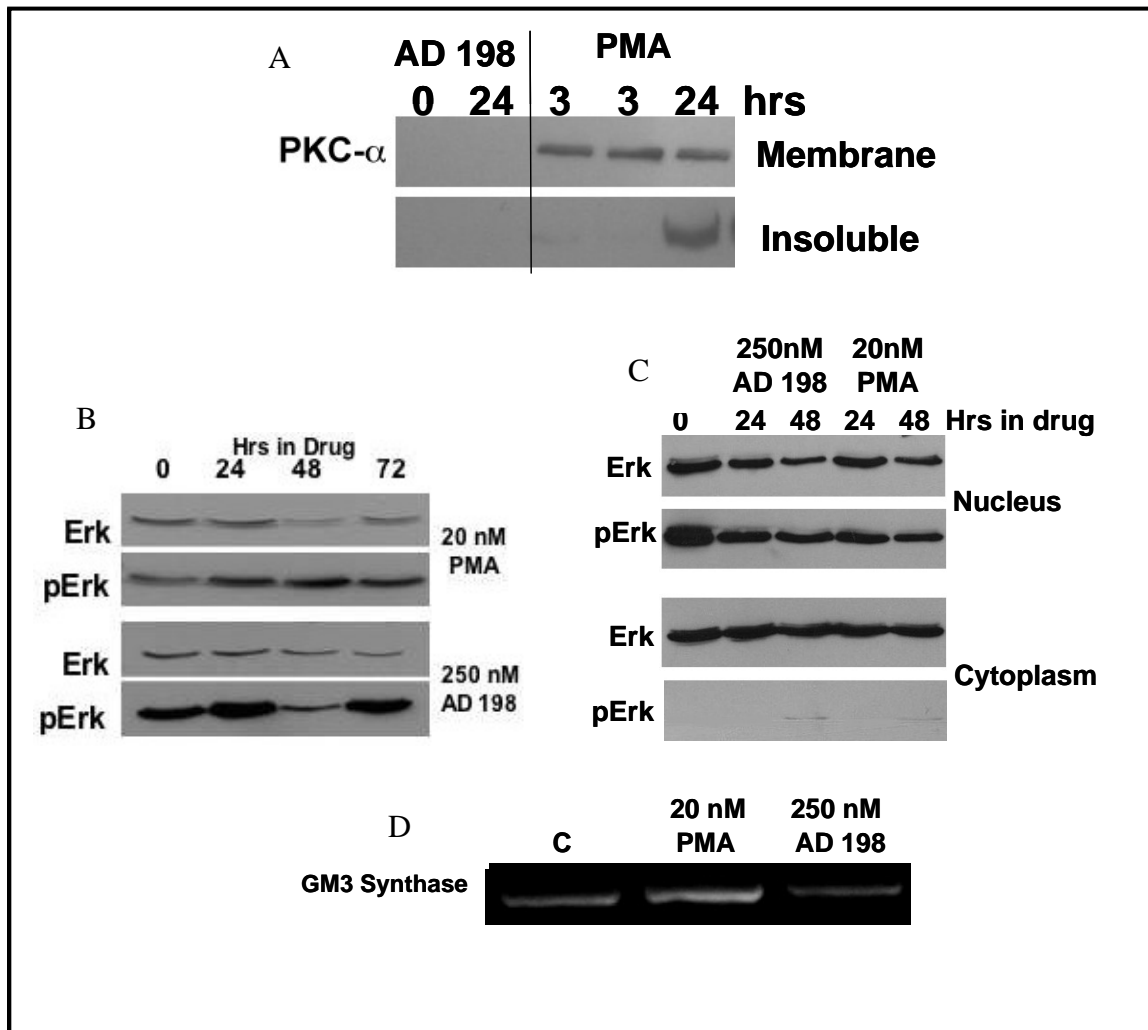 A
AD 198
PMA
0 24 3 3 24 hrs
PKC-α
Membrane
Insoluble
B
Hrs in Drug
0 24 48 72
Erk
pErk
20 nM
PMA
Erk
pErk
250 nM
AD 198
C
250nM 20nM
AD 198 PMA
0 24 48 24 48 Hrs in drug
Erk
pErk
Nucleus
Erk
pErk
Cytoplasm
D
20 nM 250 nM
C PMA AD 198
GM3 Synthase